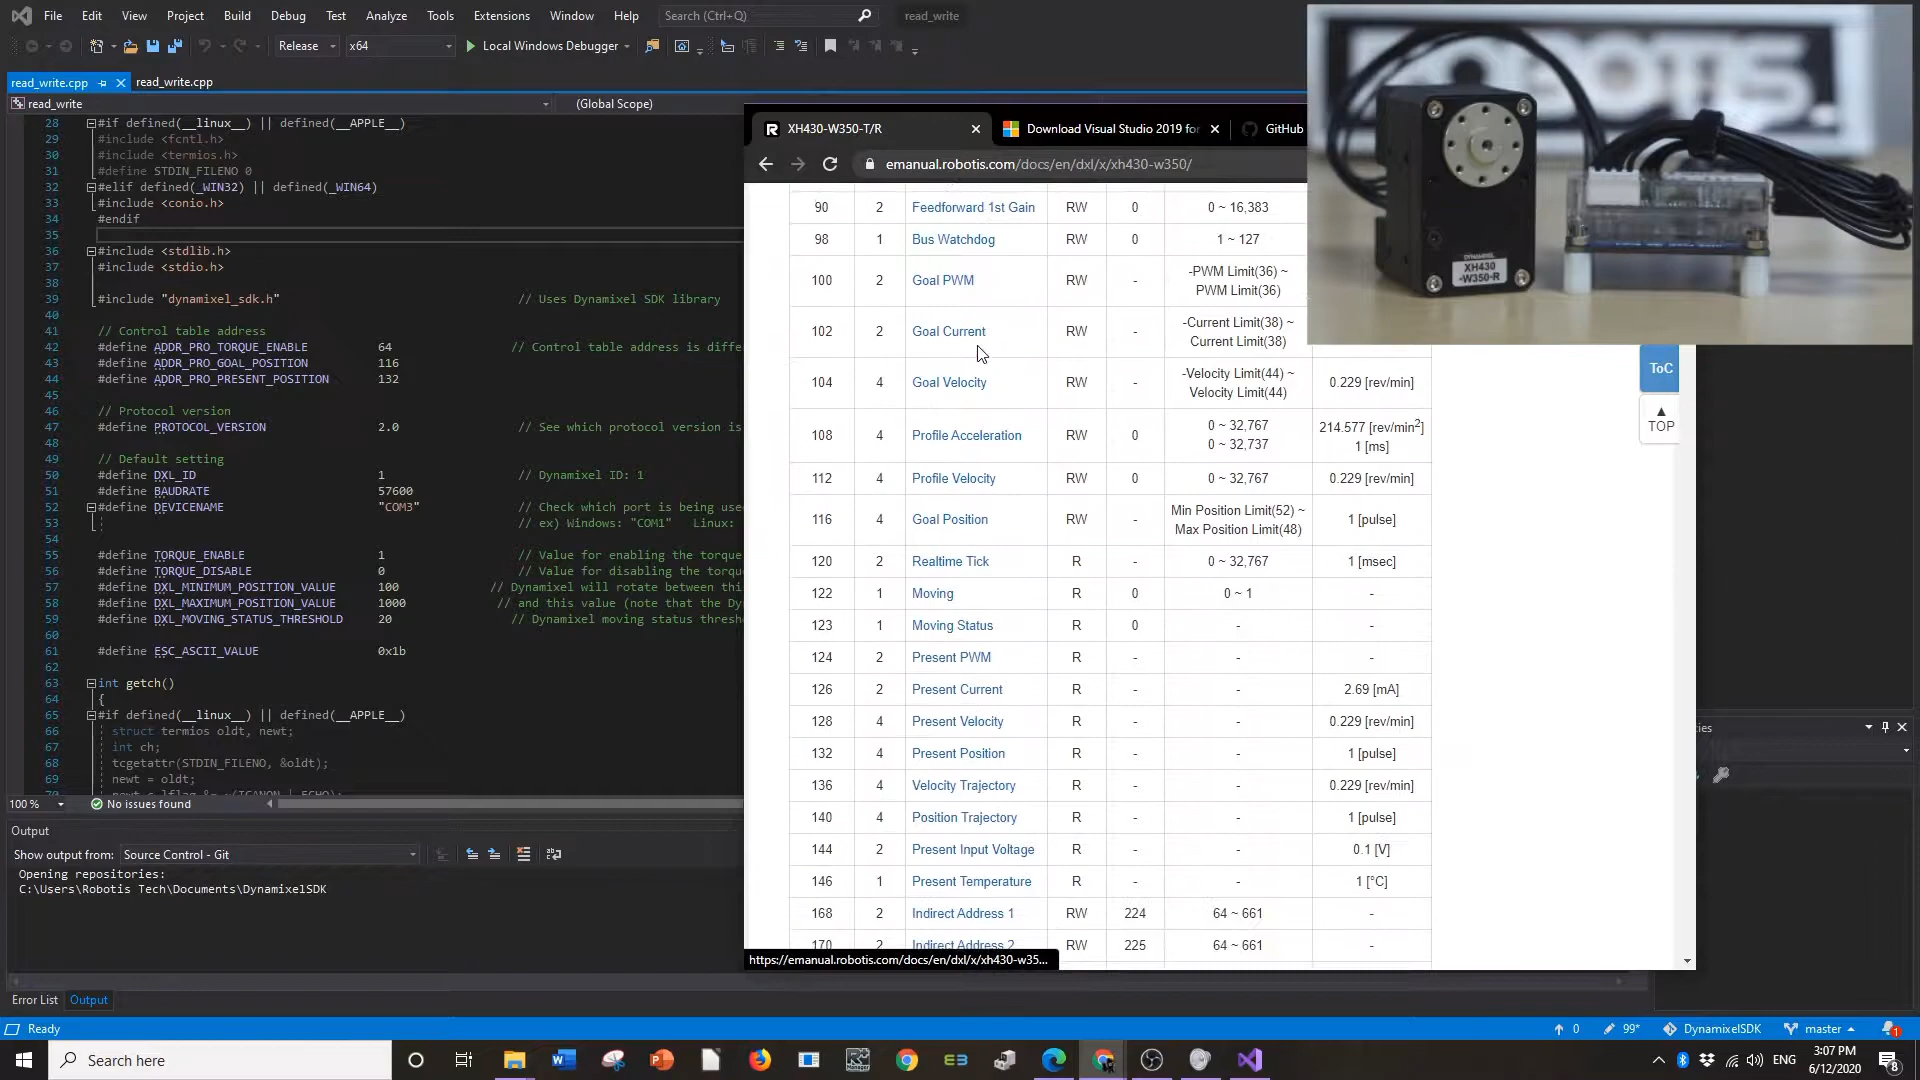 File Edit View Project Build Debug Test Analyze Tools Extensions Window Help Search (Ctrl+Q) read_write
Release x64 Local Windows Debugger
read_write.cpp read_write.cpp
read_write (Global Scope)
28 #if defined(__linux__) || defined(__APPLE__)
29 #include <fcntl.h>
30 #include <termios.h>
31 #define STDIN_FILENO 0
32 #elif defined(_WIN32) || defined(_WIN64)
33 #include <conio.h>
34 #endif
35
36 #include <stdlib.h>
37 #include <stdio.h>
38
39 #include "dynamixel_sdk.h" // Uses Dynamixel SDK library
40
41 // Control table address
42 #define ADDR_PRO_TORQUE_ENABLE 64 // Control table address is diffe
43 #define ADDR_PRO_GOAL_POSITION 116
44 #define ADDR_PRO_PRESENT_POSITION 132
45
46 // Protocol version
47 #define PROTOCOL_VERSION 2.0 // See which protocol version is
48
49 // Default setting
50 #define DXL_ID 1 // Dynamixel ID: 1
51 #define BAUDRATE 57600
52 #define DEVICENAME "COM3" // Check which port is being use
53 // ex) Windows: "COM1" Linux:
54
55 #define TORQUE_ENABLE 1 // Value for enabling the torque
56 #define TORQUE_DISABLE 0 // Value for disabling the torqu
57 #define DXL_MINIMUM_POSITION_VALUE 100 // Dynamixel will rotate between thi
58 #define DXL_MAXIMUM_POSITION_VALUE 1000 // and this value (note that the Dy
59 #define DXL_MOVING_STATUS_THRESHOLD 20 // Dynamixel moving status thresh
60
61 #define ESC_ASCII_VALUE 0x1b
62
63 int getch()
64 {
65 #if defined(__linux__) || defined(__APPLE__)
66 struct termios oldt, newt;
67 int ch;
68 tcgetattr(STDIN_FILENO, &oldt);
69 newt = oldt;
100 % No issues found
Output
Show output from: Source Control - Git
Opening repositories:
C:\Users\Robotis Tech\Documents\DynamixelSDK
Error List Output
Ready 0 99* DynamixelSDK master 1
XH430-W350-T/R Download Visual Studio 2019 for GitHub
emanual.robotis.com/docs/en/dxl/x/xh430-w350/
90 2 Feedforward 1st Gain RW 0 0 ~ 16,383
98 1 Bus Watchdog RW 0 1 ~ 127
100 2 Goal PWM RW - -PWM Limit(36) ~
PWM Limit(36)
102 2 Goal Current RW - -Current Limit(38) ~
Current Limit(38)
104 4 Goal Velocity RW - -Velocity Limit(44) ~
Velocity Limit(44) 0.229 [rev/min]
108 4 Profile Acceleration RW 0 0 ~ 32,767
0 ~ 32,737 214.577 [rev/min2]
1 [ms]
112 4 Profile Velocity RW 0 0 ~ 32,767 0.229 [rev/min]
116 4 Goal Position RW - Min Position Limit(52) ~
Max Position Limit(48) 1 [pulse]
120 2 Realtime Tick R - 0 ~ 32,767 1 [msec]
122 1 Moving R 0 0 ~ 1 -
123 1 Moving Status R 0 - -
124 2 Present PWM R - - -
126 2 Present Current R - - 2.69 [mA]
128 4 Present Velocity R - - 0.229 [rev/min]
132 4 Present Position R - - 1 [pulse]
136 4 Velocity Trajectory R - - 0.229 [rev/min]
140 4 Position Trajectory R - - 1 [pulse]
144 2 Present Input Voltage R - - 0.1 [V]
146 1 Present Temperature R - - 1 [°C]
168 2 Indirect Address 1 RW 224 64 ~ 661 -
170 2 Indirect Address 2 RW 225 64 ~ 661 -
https://emanual.robotis.com/docs/en/dxl/x/xh430-w35...
ToC
TOP
ROBOTIS
DYNAMIXEL
XH430
-W350-R
ties
Search here
ENG
3:07 PM
6/12/2020
8